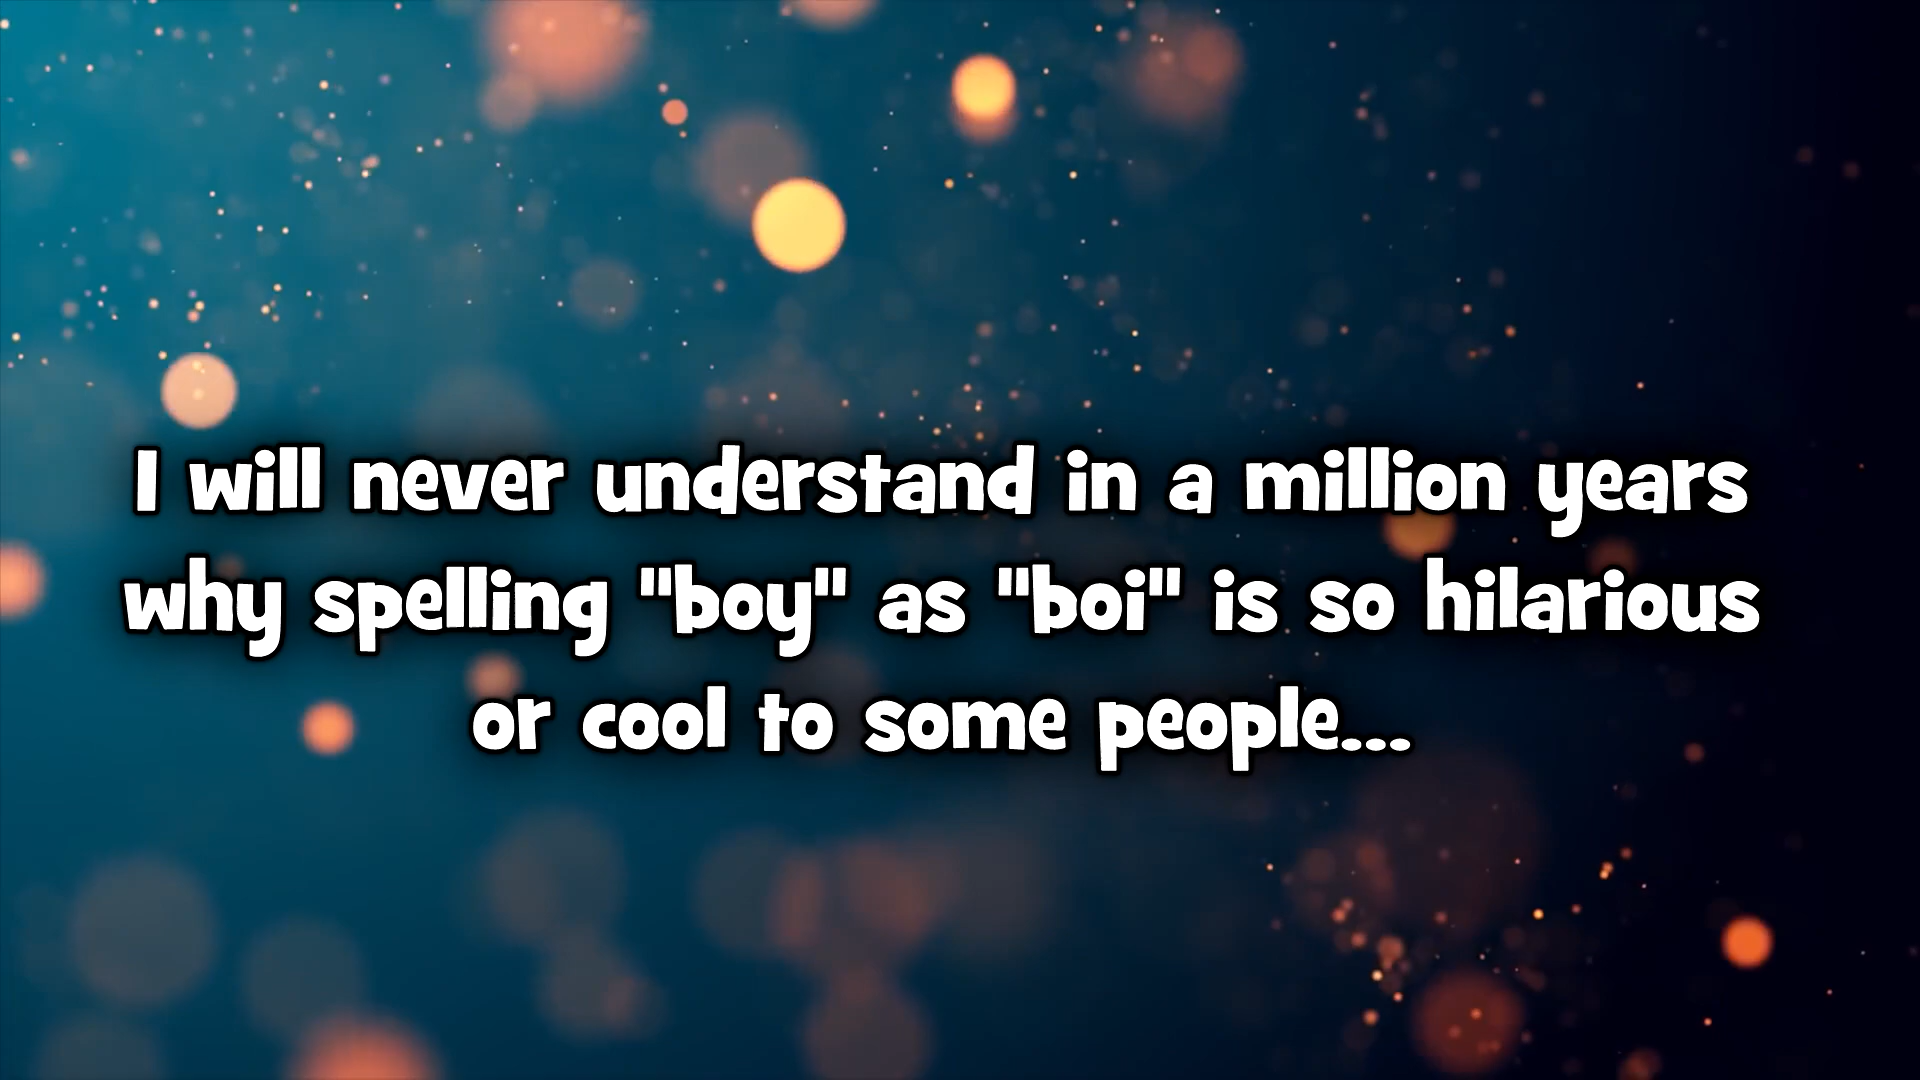 I will never understand in a million years
why spelling "boy" as "boi" is so hilarious
or cool to some people...